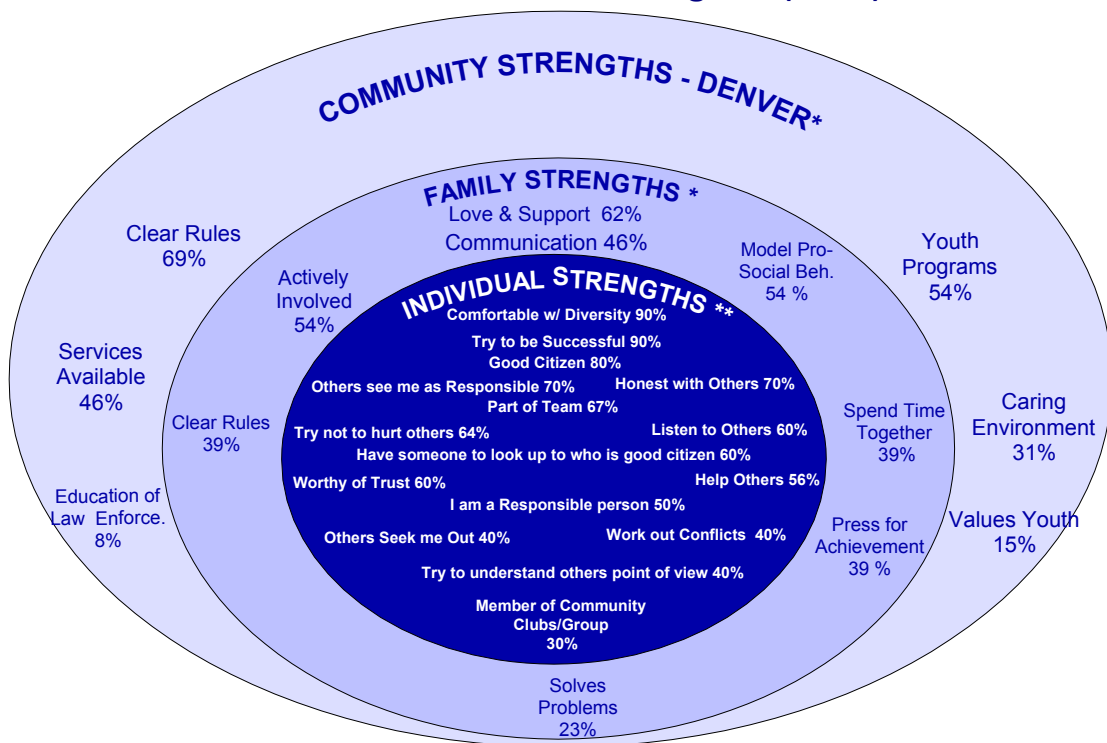 COMMUNITY STRENGTHS - DENVER*
Clear Rules
69%
Services
Available
46%
Education of
Law Enforce.
8%
Youth
Programs
54%
Caring
Environment
31%
Values Youth
15%
FAMILY STRENGTHS *
Love & Support 62%
Communication 46%
Actively
Involved
54%
Model Pro-
Social Beh.
54 %
Clear Rules
39%
Spend Time
Together
39%
Press for
Achievement
39 %
Solves
Problems
23%
INDIVIDUAL STRENGTHS **
Comfortable w/ Diversity 90%
Try to be Successful 90%
Good Citizen 80%
Others see me as Responsible 70%
Honest with Others 70%
Part of Team 67%
Try not to hurt others 64%
Listen to Others 60%
Have someone to look up to who is good citizen 60%
Worthy of Trust 60%
Help Others 56%
I am a Responsible person 50%
Others Seek me Out 40%
Work out Conflicts 40%
Try to understand others point of view 40%
Member of Community
Clubs/Group
30%